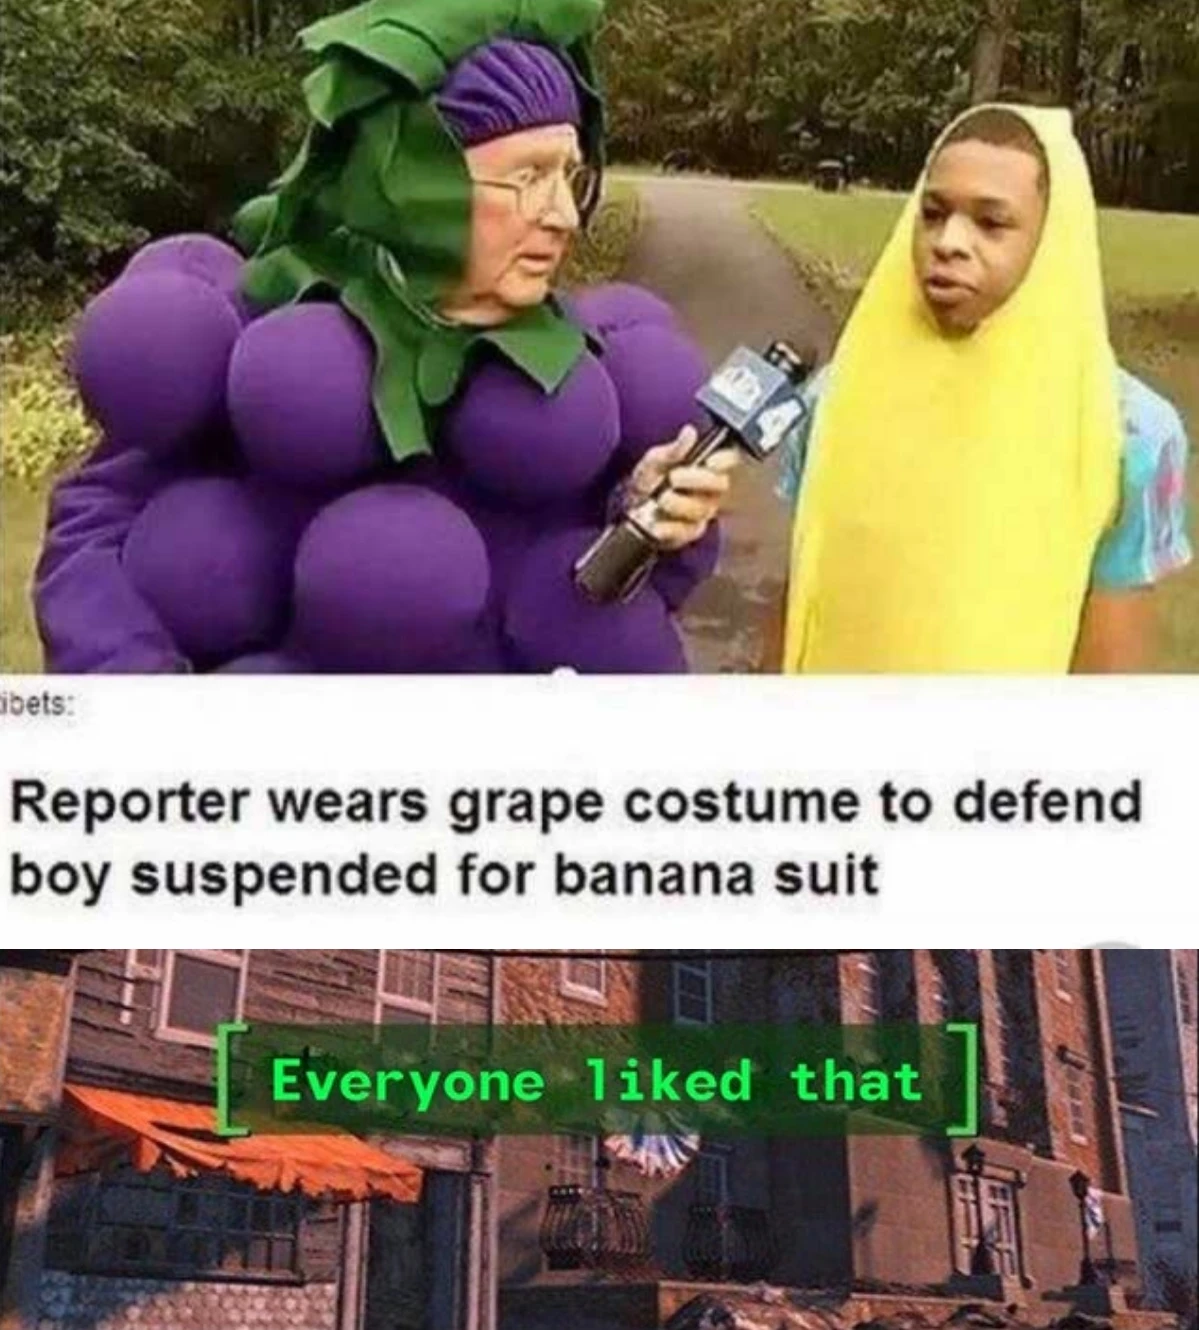 ibets:
Reporter wears grape costume to defend
boy suspended for banana suit
[ Everyone liked that ]